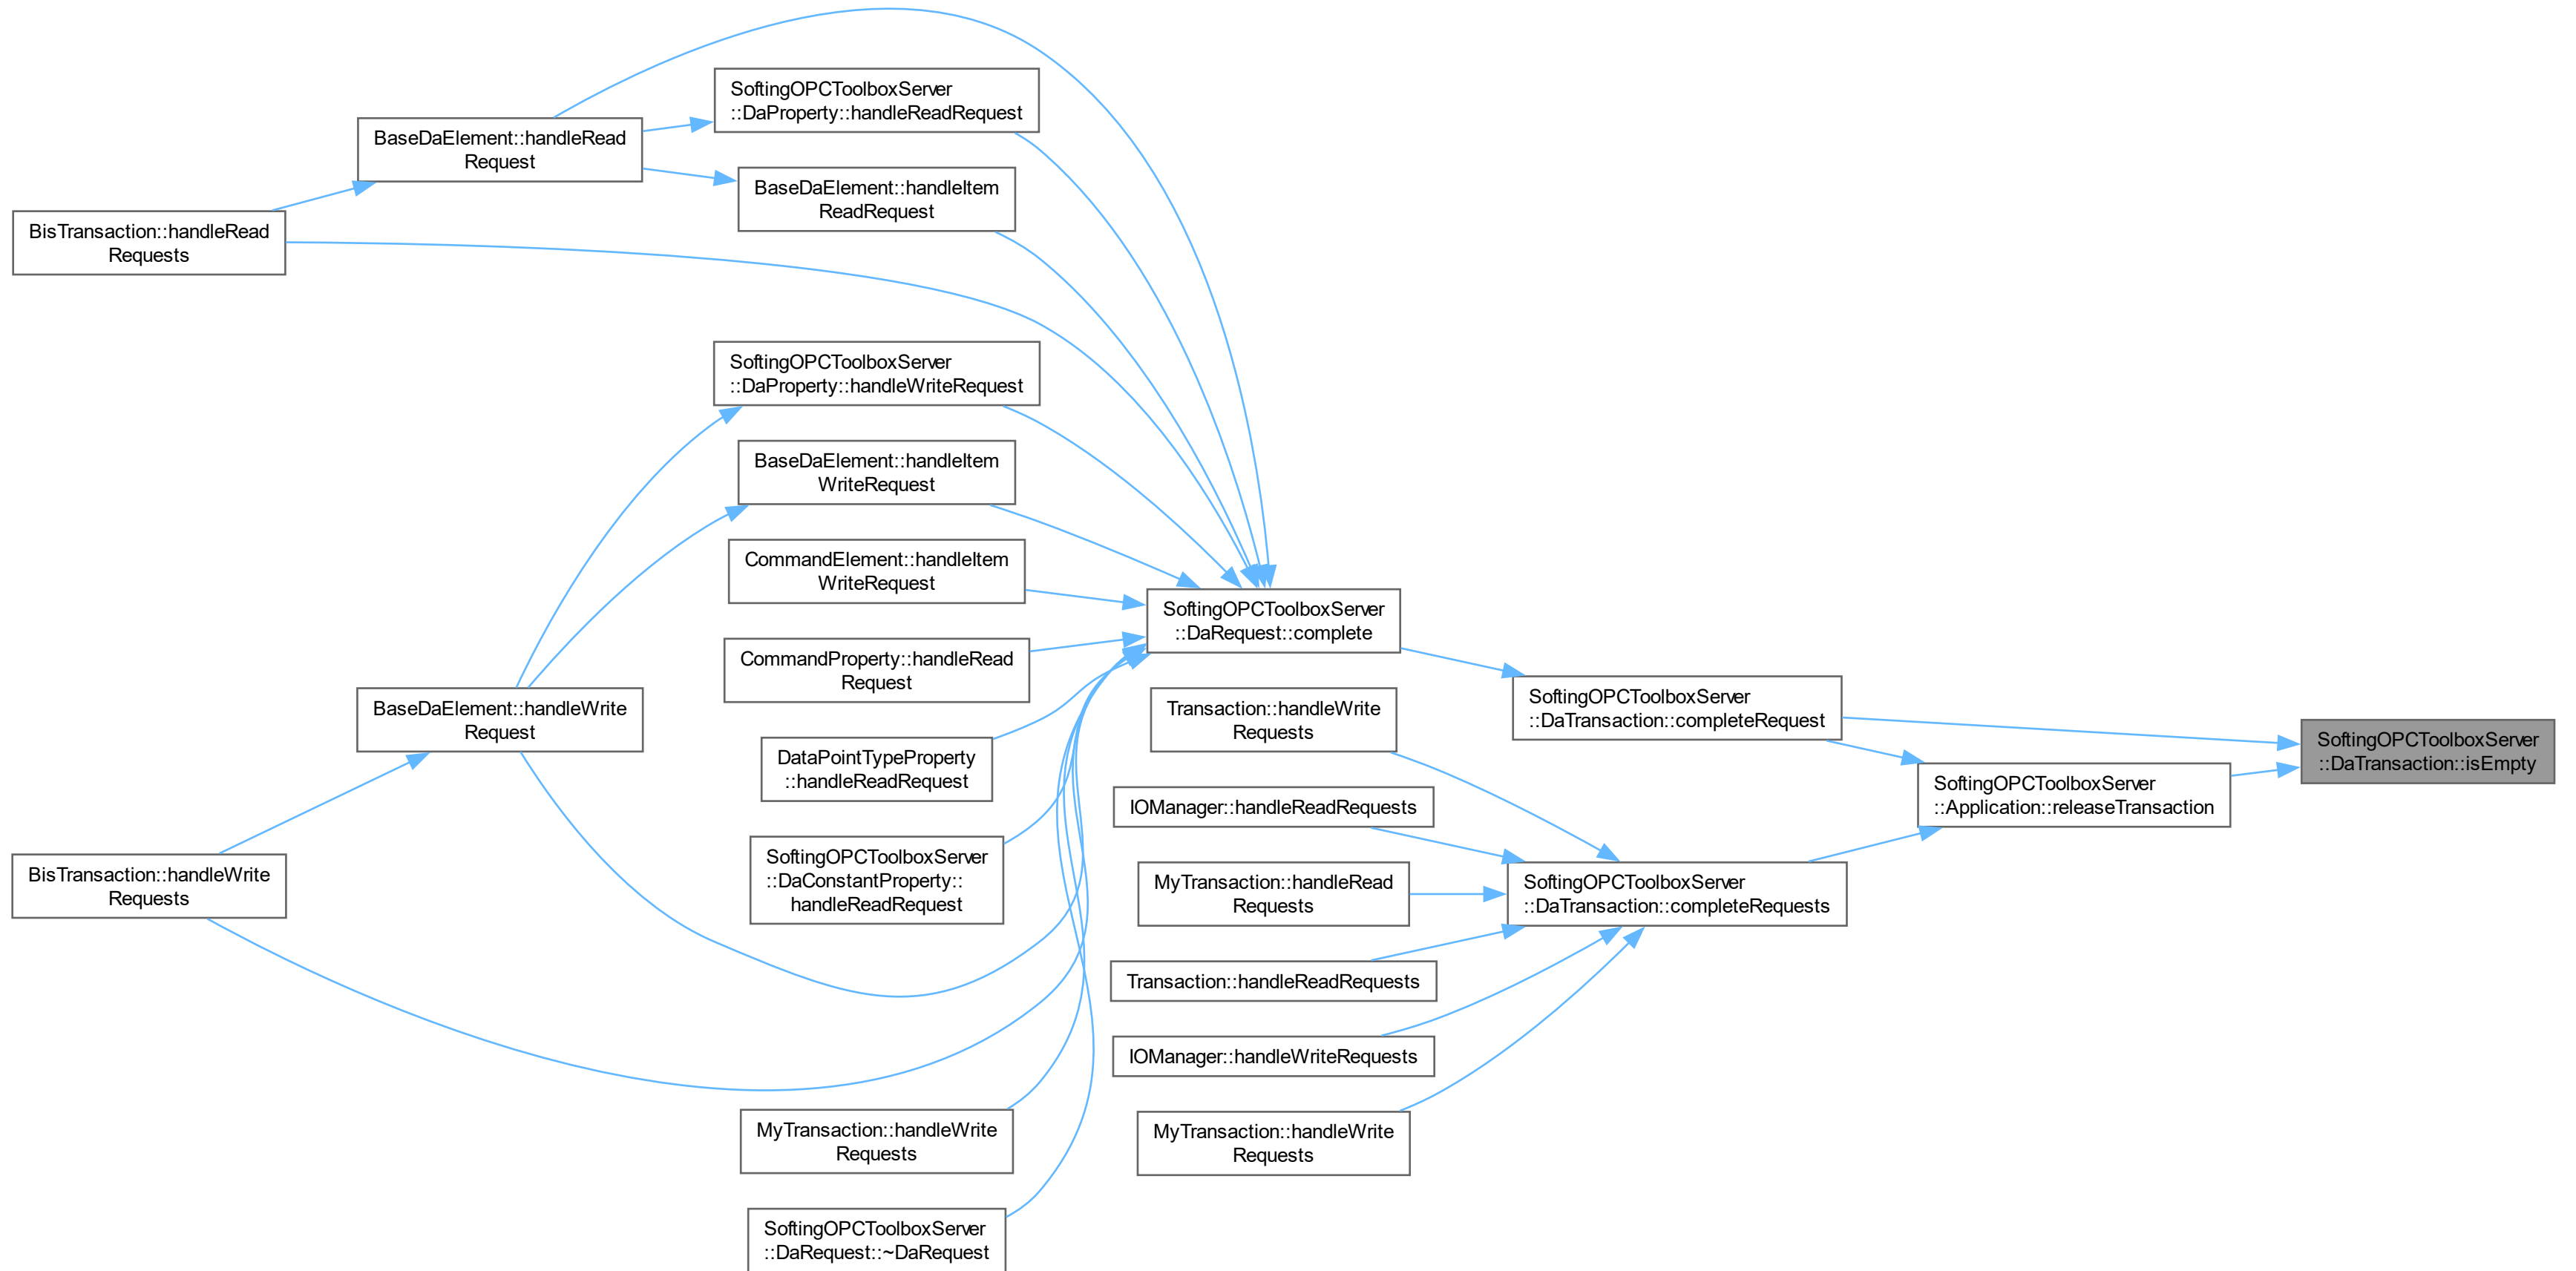 SoftingOPCToolboxServer
::DaProperty::handleReadRequest
BaseDaElement::handleRead
Request
BaseDaElement::handleItem
ReadRequest
BisTransaction::handleRead
Requests
SoftingOPCToolboxServer
::DaProperty::handleWriteRequest
BaseDaElement::handleItem
WriteRequest
CommandElement::handleItem
WriteRequest
SoftingOPCToolboxServer
::DaRequest::complete
CommandProperty::handleRead
Request
BaseDaElement::handleWrite
Request
Transaction::handleWrite
Requests
SoftingOPCToolboxServer
::DaTransaction::completeRequest
SoftingOPCToolboxServer
::DaTransaction::isEmpty
DataPointTypeProperty
::handleReadRequest
SoftingOPCToolboxServer
::Application::releaseTransaction
IOManager::handleReadRequests
SoftingOPCToolboxServer
::DaConstantProperty::
handleReadRequest
BisTransaction::handleWrite
Requests
MyTransaction::handleRead
Requests
SoftingOPCToolboxServer
::DaTransaction::completeRequests
Transaction::handleReadRequests
IOManager::handleWriteRequests
MyTransaction::handleWrite
Requests
MyTransaction::handleWrite
Requests
SoftingOPCToolboxServer
::DaRequest::~DaRequest